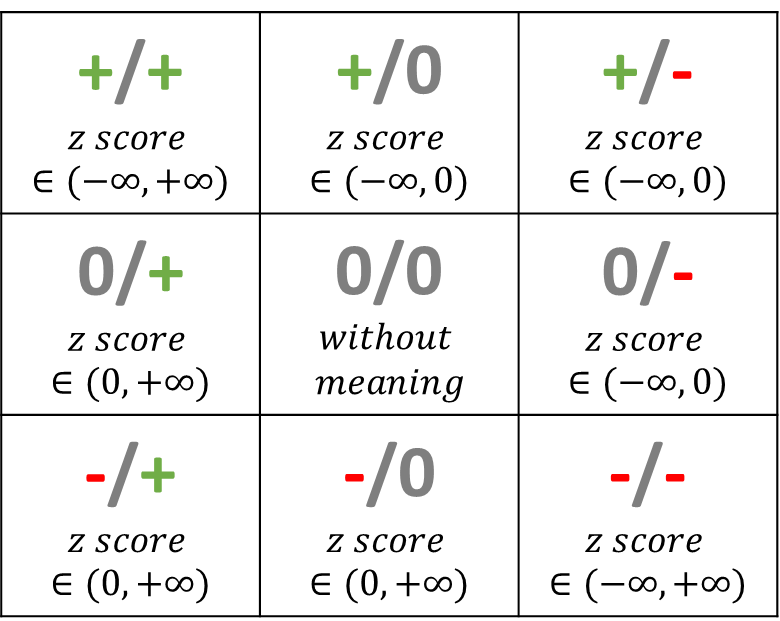 +/+
z score
∈ (−∞, +∞)
+/0
z score
∈ (−∞, 0)
+/-
z score
∈ (−∞, 0)
0/+
z score
∈ (0, +∞)
0/0
without
meaning
0/-
z score
∈ (−∞, 0)
-/+
z score
∈ (0, +∞)
-/0
z score
∈ (0, +∞)
-/-
z score
∈ (−∞, +∞)